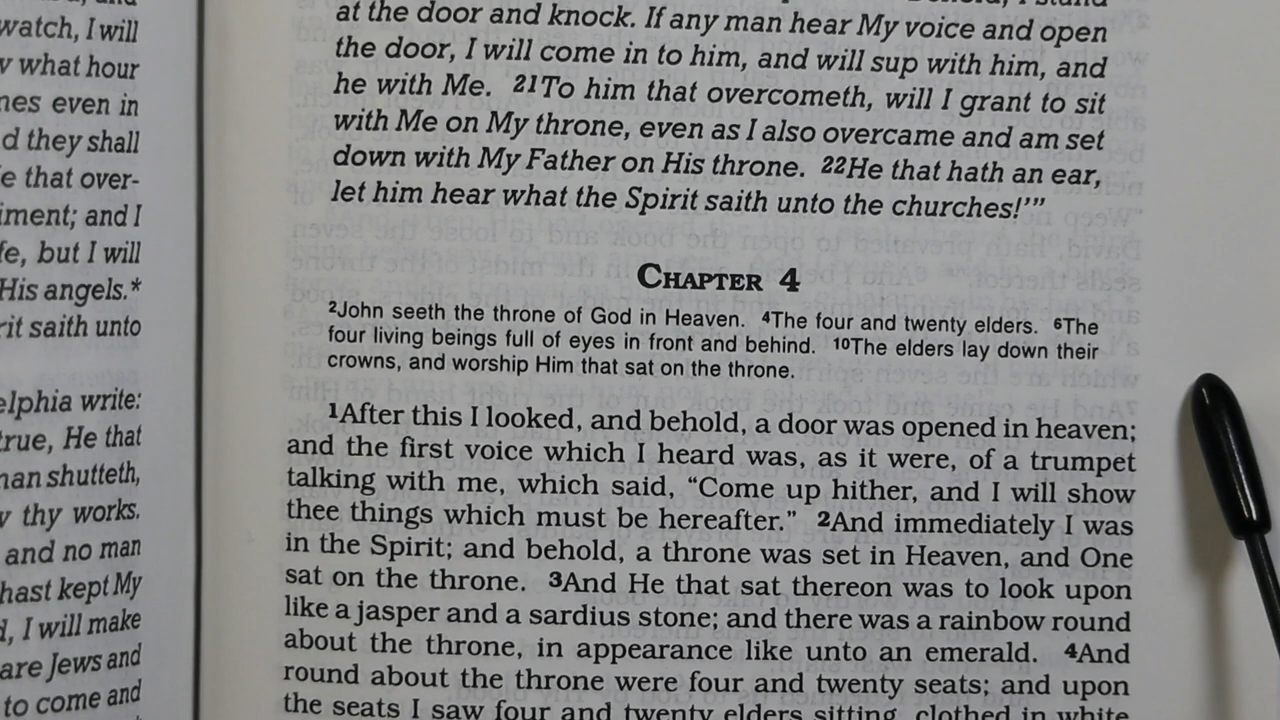 watch, I will
what hour
even in
they shall
that over-
and I
but I will
His angels.*
saith unto
write:
true, He that
shutteth,
thy works.
and no man
hast kept My
I will make
are Jews and
to come and
at the door and knock. If any man hear My voice and open
the door, I will come in to him, and will sup with him, and
he with Me. 21To him that overcometh, will I grant to sit
with Me on My throne, even as I also overcame and am set
down with My Father on His throne. 22He that hath an ear,
let him hear what the Spirit saith unto the churches!’”
CHAPTER 4
2John seeth the throne of God in Heaven. 4The four and twenty elders. 6The
four living beings full of eyes in front and behind. 10The elders lay down their
crowns, and worship Him that sat on the throne.
1After this I looked, and behold, a door was opened in heaven;
and the first voice which I heard was, as it were, of a trumpet
talking with me, which said, “Come up hither, and I will show
thee things which must be hereafter.” 2And immediately I was
in the Spirit; and behold, a throne was set in Heaven, and One
sat on the throne. 3And He that sat thereon was to look upon
like a jasper and a sardius stone; and there was a rainbow round
about the throne, in appearance like unto an emerald. 4And
round about the throne were four and twenty seats; and upon
the seats I saw four and twenty elders sitting, clothed in white